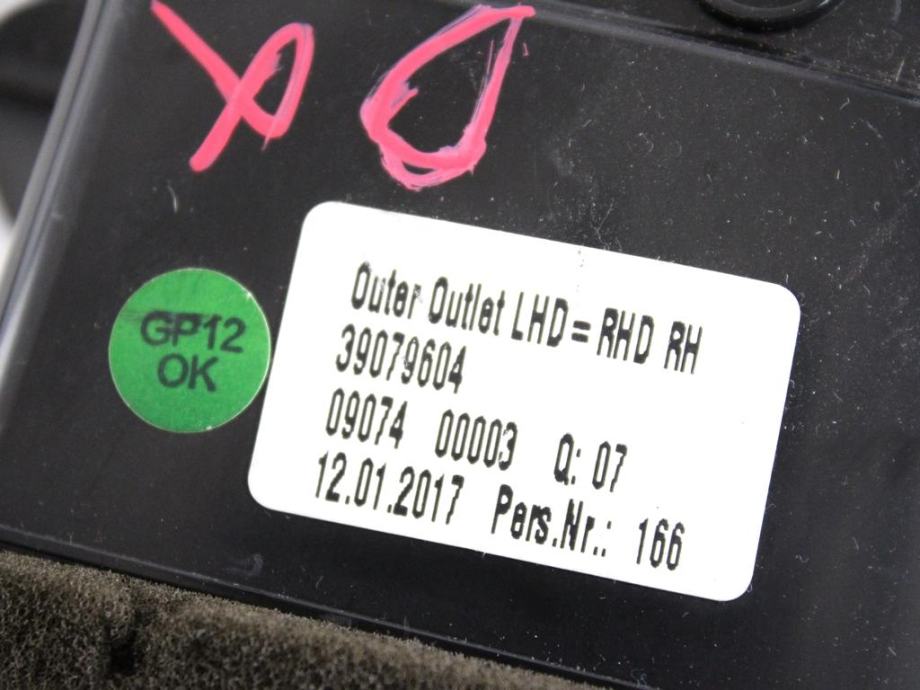 GP12
OK
Outer Outlet LHD = RHD RH
39079604
09074 00003 Q: 07
12.01.2017 Pers.Nr.: 166